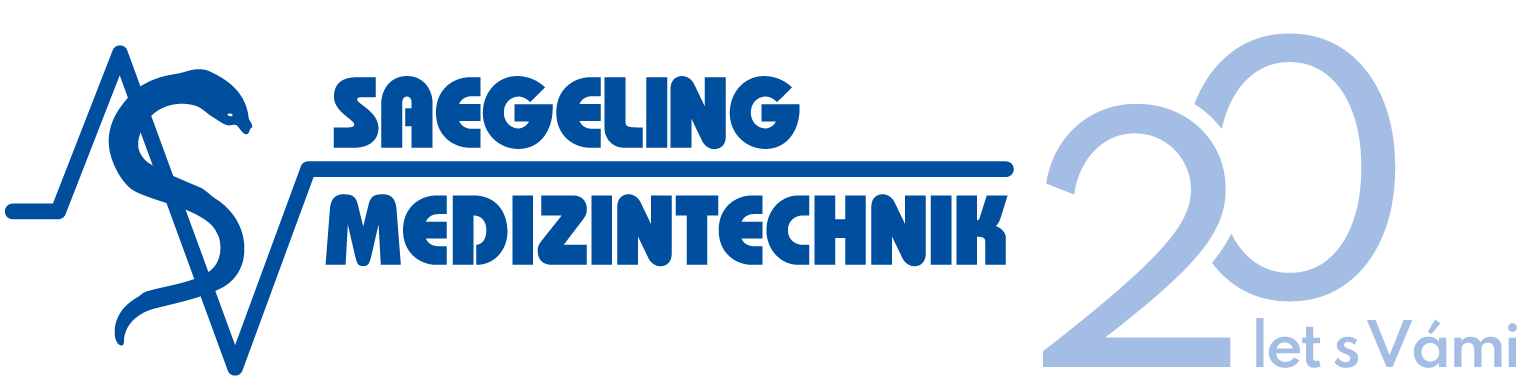 SAEGELING
MEDIZINTECHNIK
20
let s Vámi